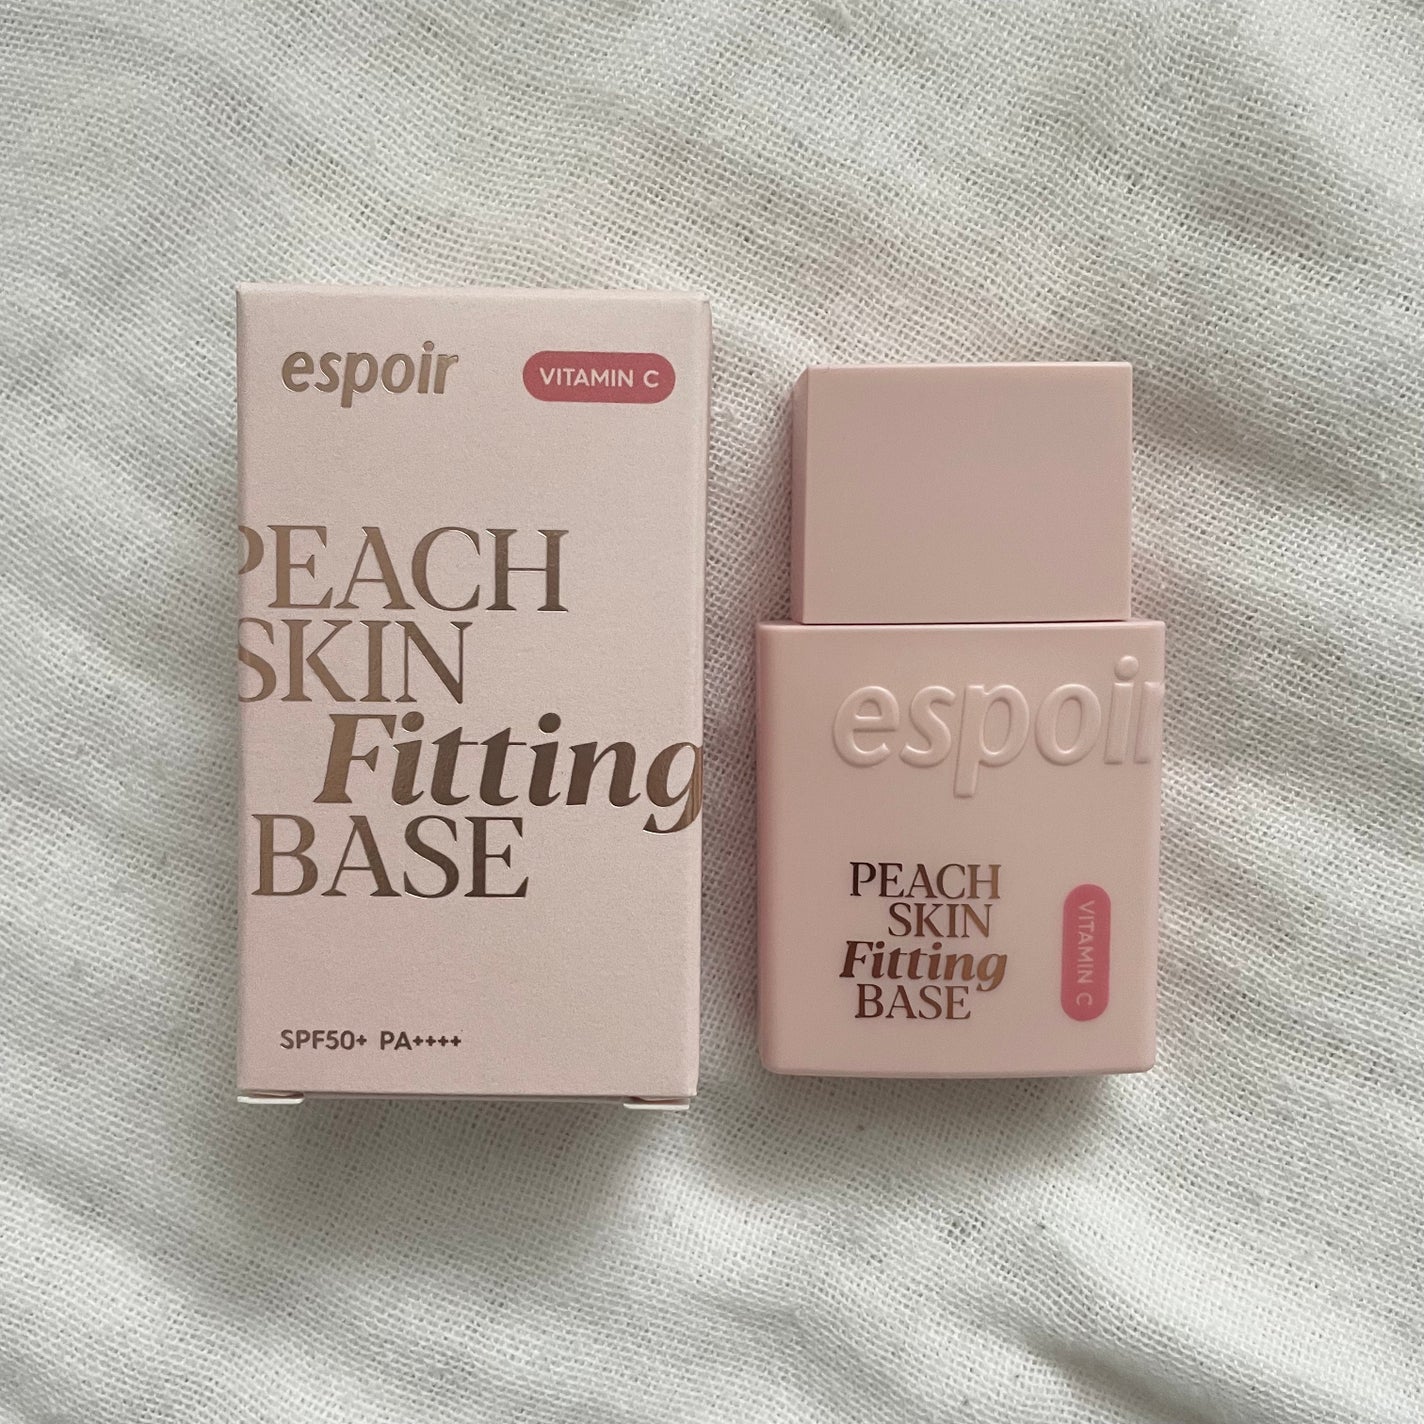 espoir
VITAMIN C
PEACH
SKIN
Fitting
BASE
SPF50+ PA++++
espoir
PEACH
SKIN
Fitting
BASE
VITAMIN C